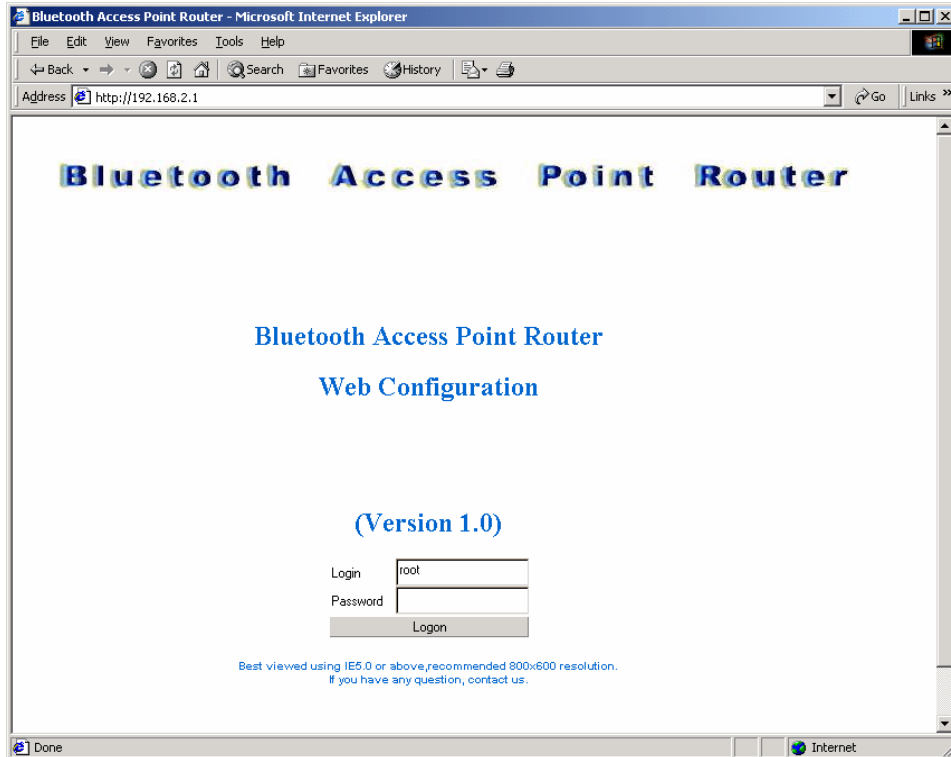 Bluetooth Access Point Router - Microsoft Internet Explorer
File Edit View Favorites Tools Help
Back Search Favorites History
Address http://192.168.2.1 Go Links »
Bluetooth Access Point Router
Bluetooth Access Point Router
Web Configuration
(Version 1.0)
Login root
Password
Logon
Best viewed using IE5.0 or above,recommended 800x600 resolution.
If you have any question, contact us.
Done Internet